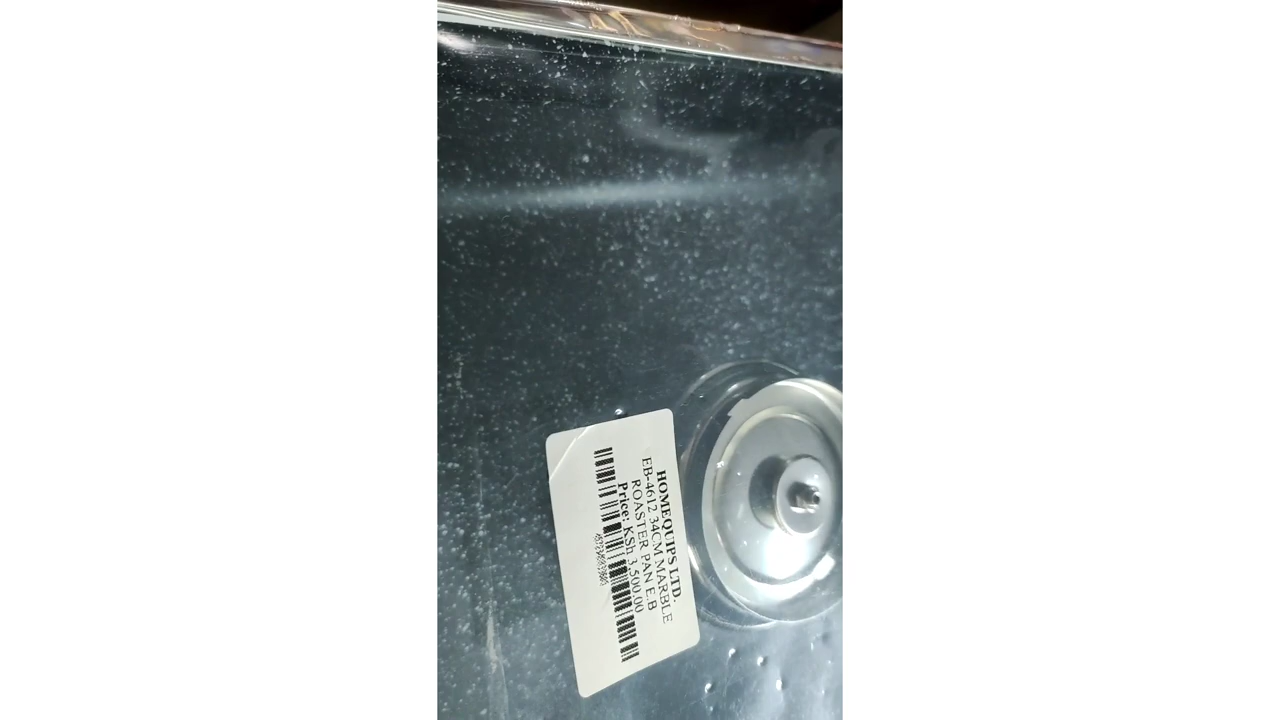 HOMEQUIPS LTD.
EB-4612 34CM MARBLE
ROASTER PAN E.B
Price: KSh 3,500.00